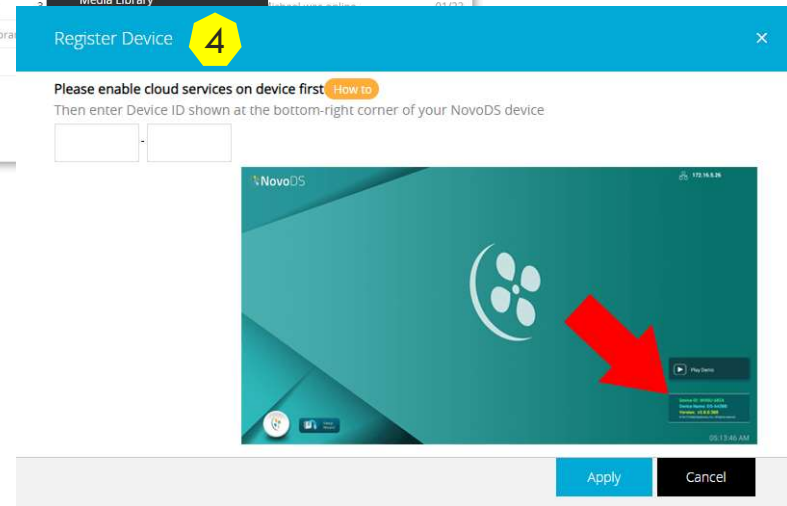 Media Library
01/23
Register Device
4
×
Please enable cloud services on device first How to
Then enter Device ID shown at the bottom-right corner of your NovoDS device
-
NovoDS
172.16.5.26
Play Demo
05:13:46 AM
Apply
Cancel